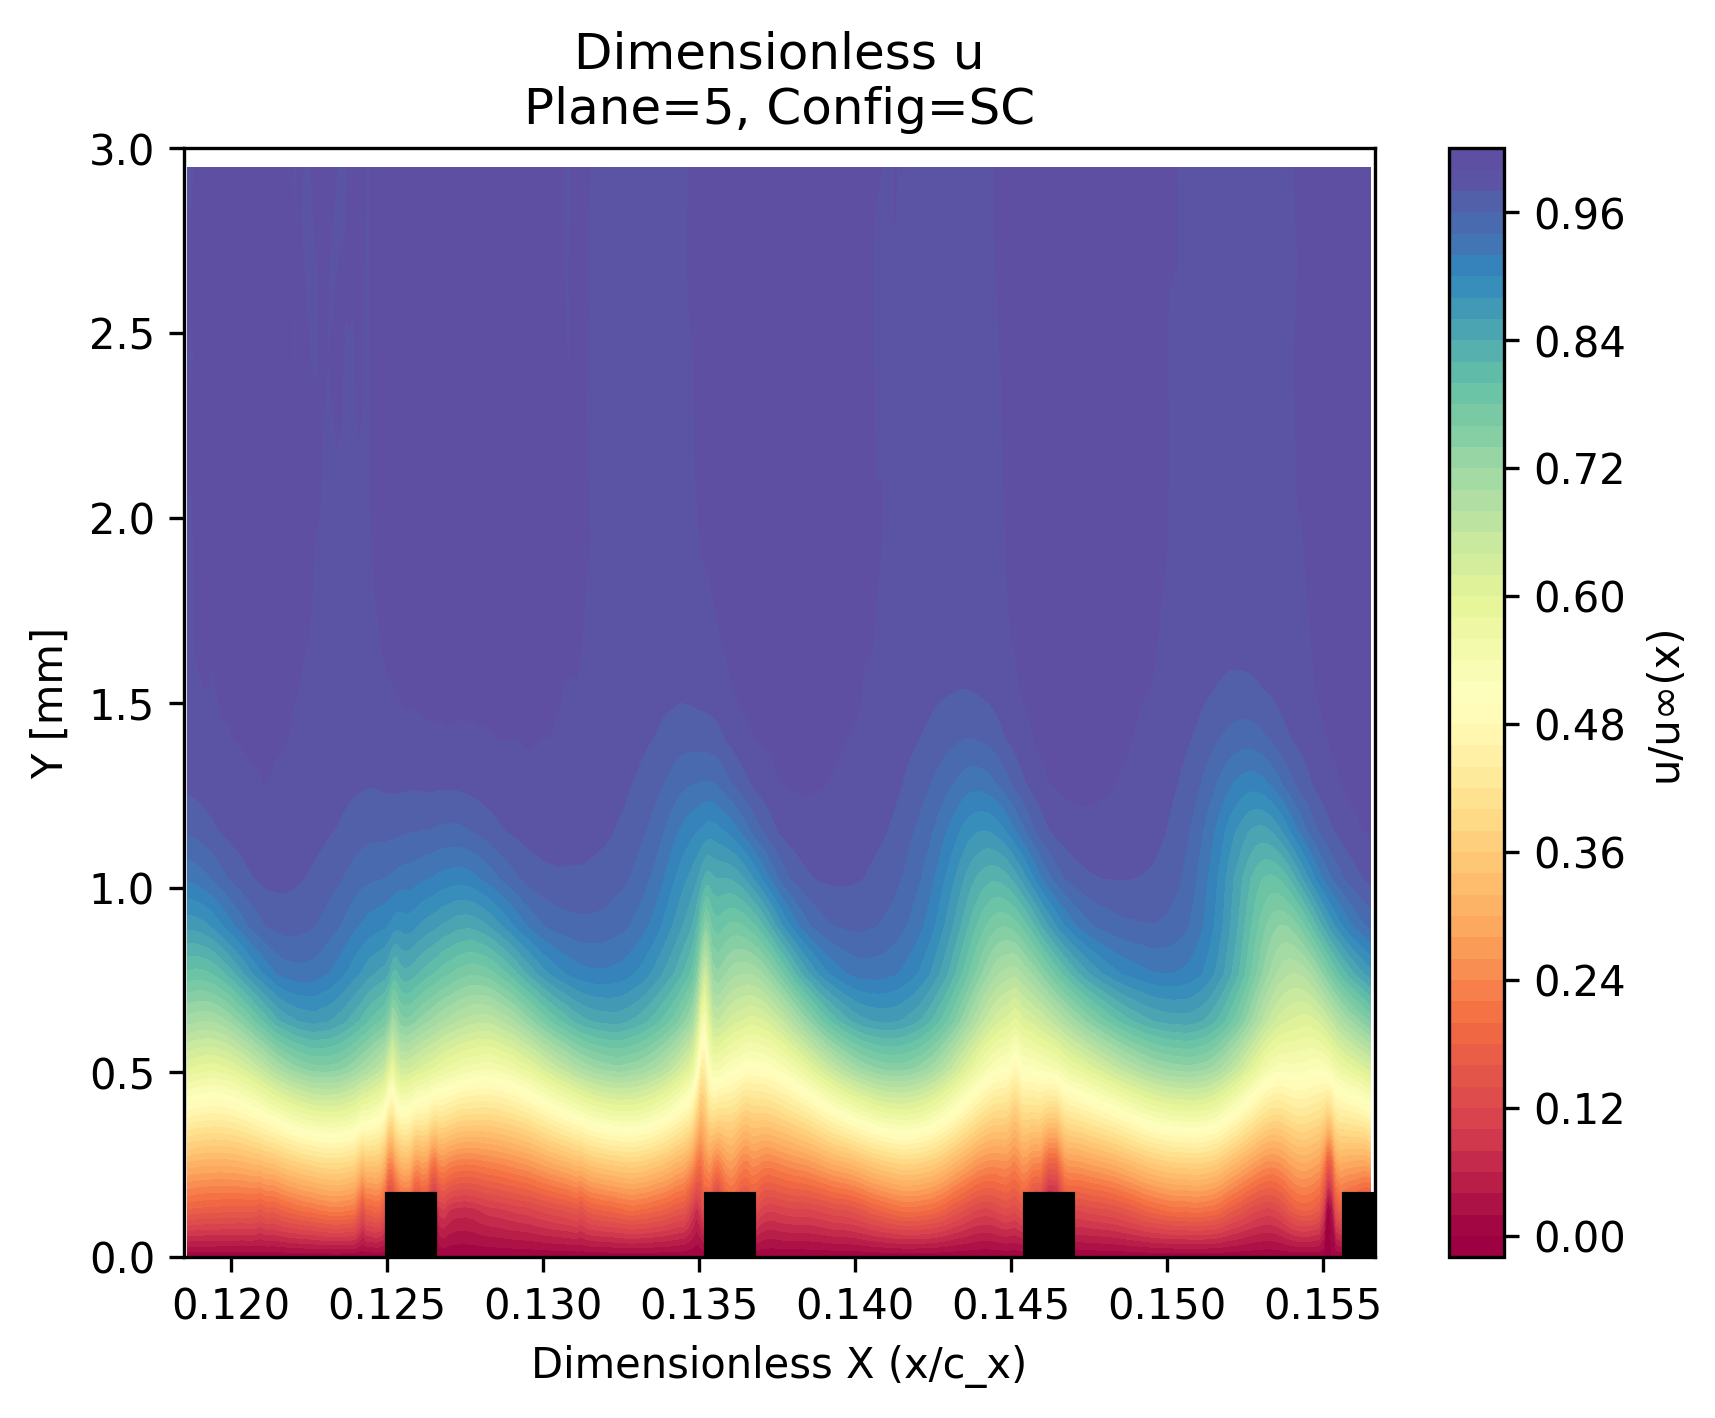 Dimensionless u
Plane=5, Config=SC
3.0
2.5
2.0
1.5
1.0
0.5
0.0
Y [mm]
0.120 0.125 0.130 0.135 0.140 0.145 0.150 0.155
Dimensionless X (x/c_x)
0.96
0.84
0.72
0.60
0.48
0.36
0.24
0.12
0.00
u/u∞(x)